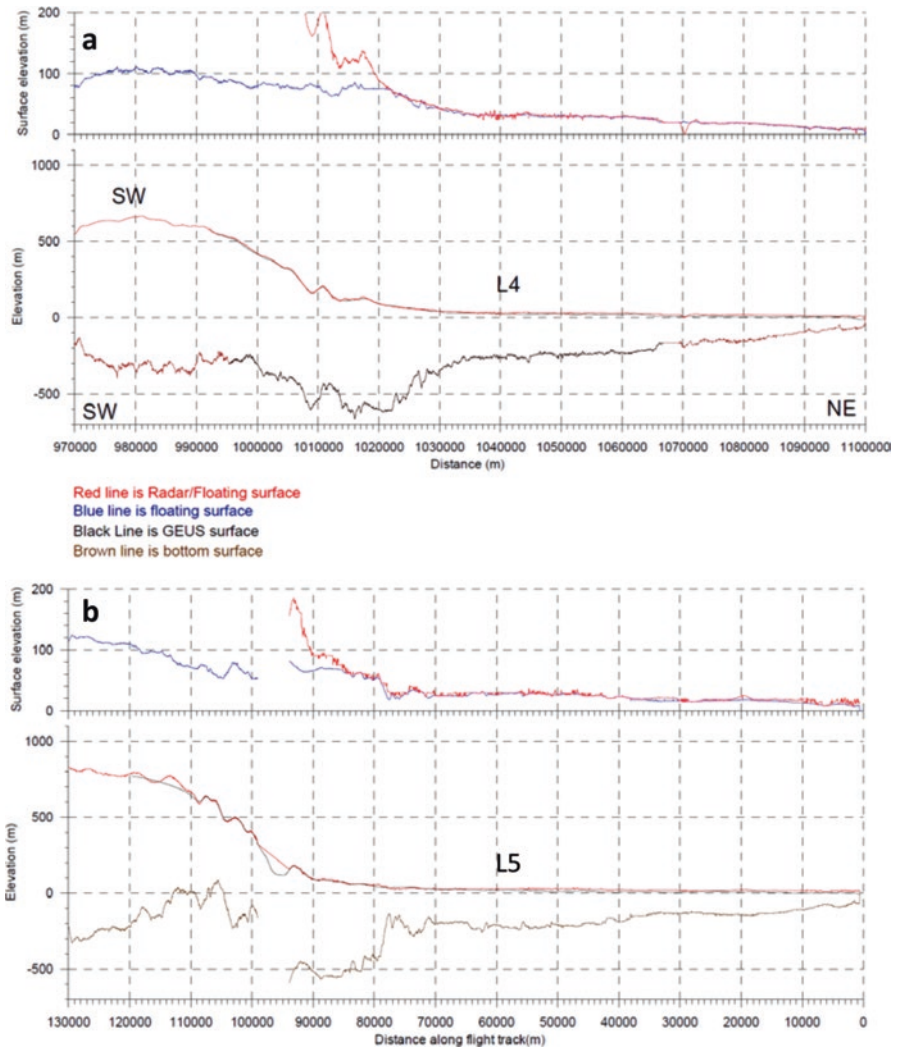 a
Surface elevation (m)
200
100
0
Elevation (m)
1000
500
0
-500
SW
L4
SW
NE
970000 980000 990000 1000000 1010000 1020000 1030000 1040000 1050000 1060000 1070000 1080000 1090000 1100000
Distance (m)
Red line is Radar/Floating surface
Blue line is floating surface
Black Line is GEUS surface
Brown line is bottom surface
b
Surface elevation (m)
200
100
0
Elevation (m)
1000
500
0
-500
L5
130000 120000 110000 100000 90000 80000 70000 60000 50000 40000 30000 20000 10000 0
Distance along flight track(m)